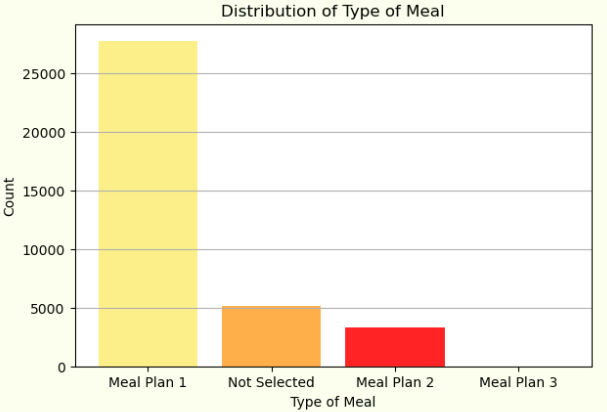 Distribution of Type of Meal
Count
25000
20000
15000
10000
5000
0
Meal Plan 1 Not Selected Meal Plan 2 Meal Plan 3
Type of Meal